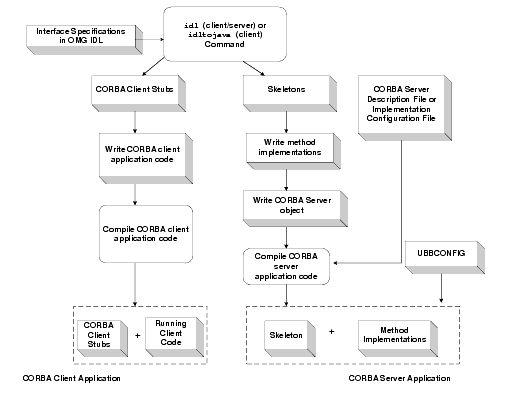 idl (client/server) or
idltojava (client)
Command
Interface Specifications
in OMG IDL
CORBA Client Stubs
Skeletons
CORBA Server
Description File or
Implementation
Configuration File
Write CORBA client
application code
Write method
implementations
Write CORBA Server
object
Compile CORBA client
application code
Compile CORBA
server
application code
UBBCONFIG
CORBA
Client
Stubs
+
Running
Client
Code
Skeleton
+
Method
Implementations
CORBA Client Application
CORBA Server Application